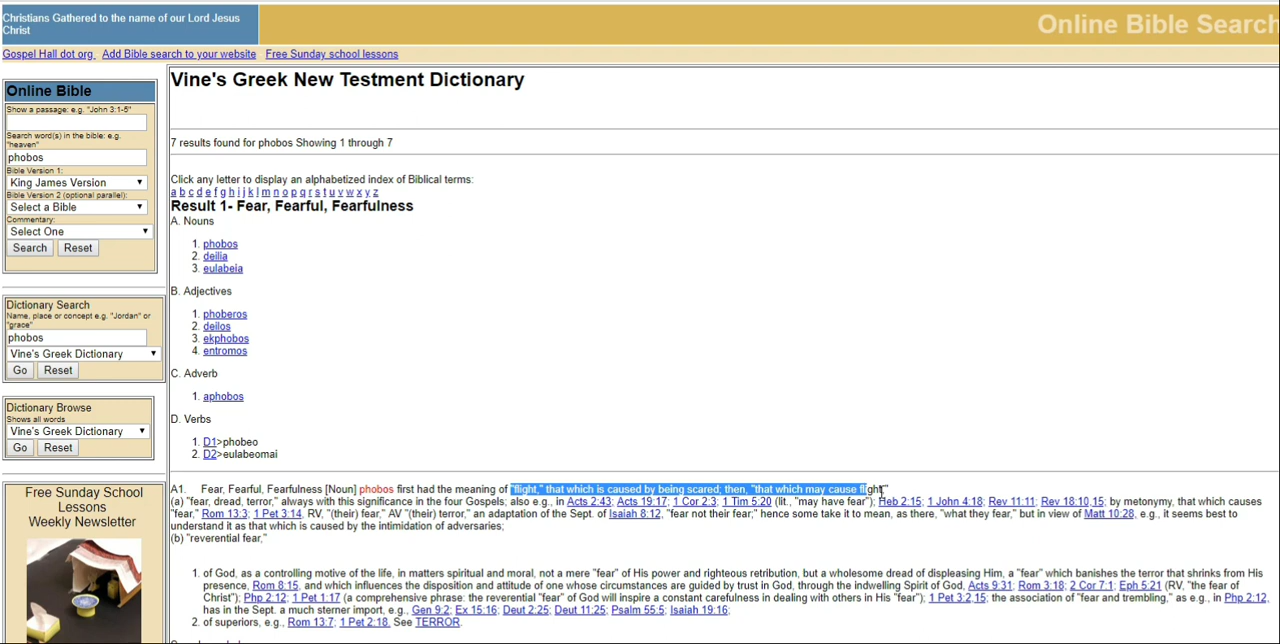 Christians Gathered to the name of our Lord Jesus
Christ
Online Bible Search
Gospel Hall dot org  Add Bible search to your website  Free Sunday school lessons
Online Bible
Show a passage: e.g. "John 3:1-5"
Search word(s) in the bible: e.g.
"heaven"
phobos
Bible Version 1:
King James Version
Bible Version 2 (optional parallel):
Select a Bible
Commentary:
Select One
Search  Reset
Dictionary Search
Name, place or concept e.g. "Jordan" or
"grace"
phobos
Vine's Greek Dictionary
Go  Reset
Dictionary Browse
Shows all words
Vine's Greek Dictionary
Go  Reset
Free Sunday School
Lessons
Weekly Newsletter
Vine's Greek New Testment Dictionary
7 results found for phobos Showing 1 through 7
Click any letter to display an alphabetized index of Biblical terms:
a b c d e f g h i j k l m n o p q r s t u v w x y z
Result 1- Fear, Fearful, Fearfulness
A. Nouns
1. phobos
2. deilia
3. eulabeia
B. Adjectives
1. phoberos
2. deilos
3. ekphobos
4. entromos
C. Adverb
1. aphobos
D. Verbs
1. D1>phobeo
2. D2>eulabeomai
A1. Fear, Fearful, Fearfulness [Noun] phobos first had the meaning of "flight," that which is caused by being scared; then, "that which may cause flight,"
(a) "fear, dread, terror," always with this significance in the four Gospels; also e.g., in Acts 2:43; Acts 19:17; 1 Cor 2:3; 1 Tim 5:20 (lit., "may have fear"); Heb 2:15; 1 John 4:18; Rev 11:11; Rev 18:10,15; by metonymy, that which causes
"fear," Rom 13:3; 1 Pet 3:14, RV, "(their) fear," AV "(their) terror," an adaptation of the Sept. of Isaiah 8:12, "fear not their fear;" hence some take it to mean, as there, "what they fear," but in view of Matt 10:28, e.g., it seems best to
understand it as that which is caused by the intimidation of adversaries;
(b) "reverential fear,"
1. of God, as a controlling motive of the life, in matters spiritual and moral, not a mere "fear" of His power and righteous retribution, but a wholesome dread of displeasing Him, a "fear" which banishes the terror that shrinks from His
presence, Rom 8:15, and which influences the disposition and attitude of one whose circumstances are guided by trust in God, through the indwelling Spirit of God, Acts 9:31; Rom 3:18; 2 Cor 7:1; Eph 5:21 (RV, "the fear of
Christ"); Php 2:12; 1 Pet 1:17 (a comprehensive phrase: the reverential "fear" of God will inspire a constant carefulness in dealing with others in His "fear"); 1 Pet 3:2,15; the association of "fear and trembling," as e.g., in Php 2:12,
has in the Sept. a much sterner import, e.g., Gen 9:2; Ex 15:16; Deut 2:25; Deut 11:25; Psalm 55:5; Isaiah 19:16;
2. of superiors, e.g., Rom 13:7; 1 Pet 2:18. See TERROR.